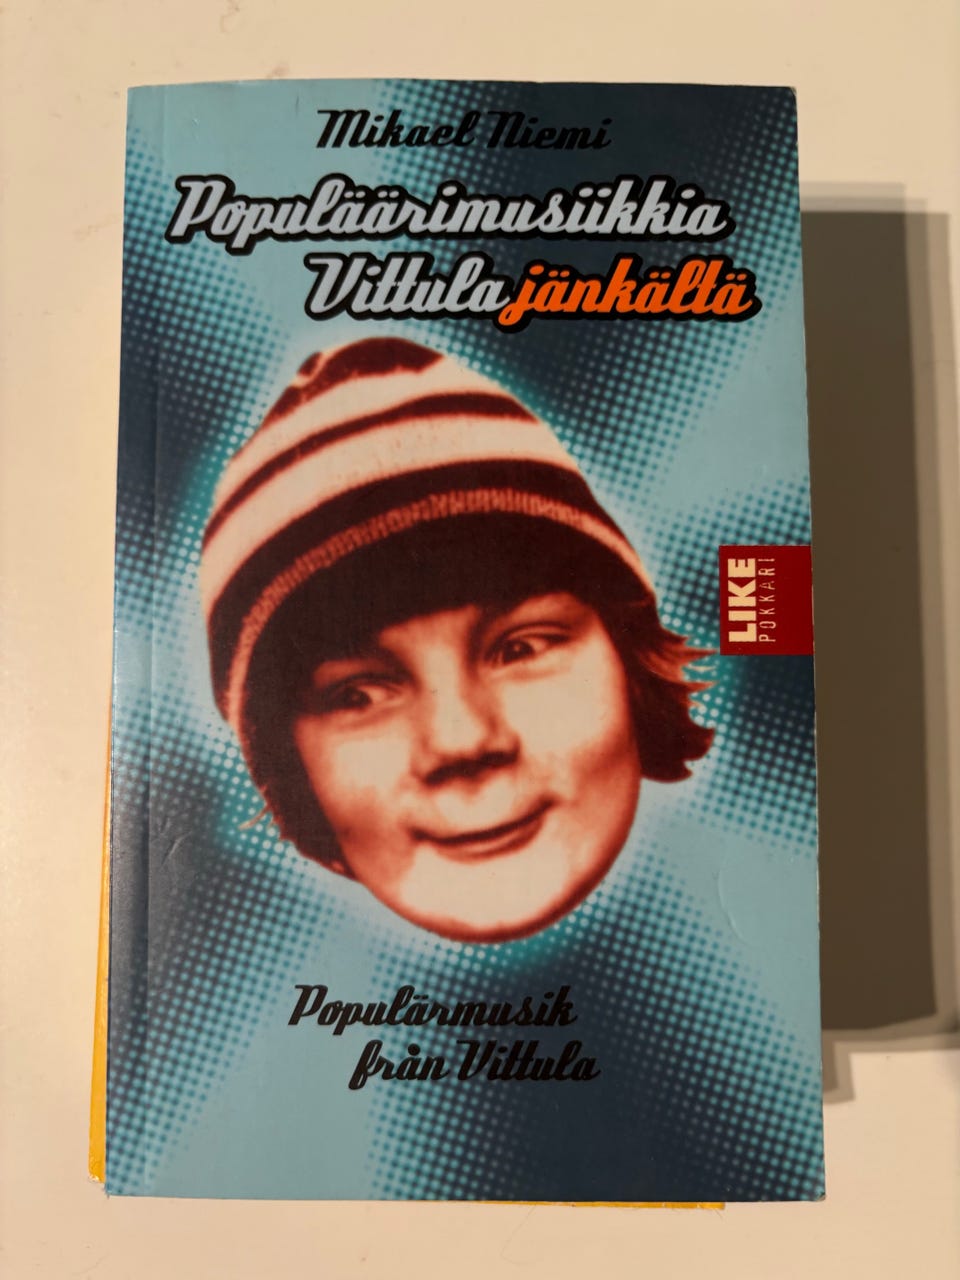 Mikael Niemi
Populäärimusiikkia
Vittulajänkältä
LIKE
POKKARI
Populärmusik
från Vittula